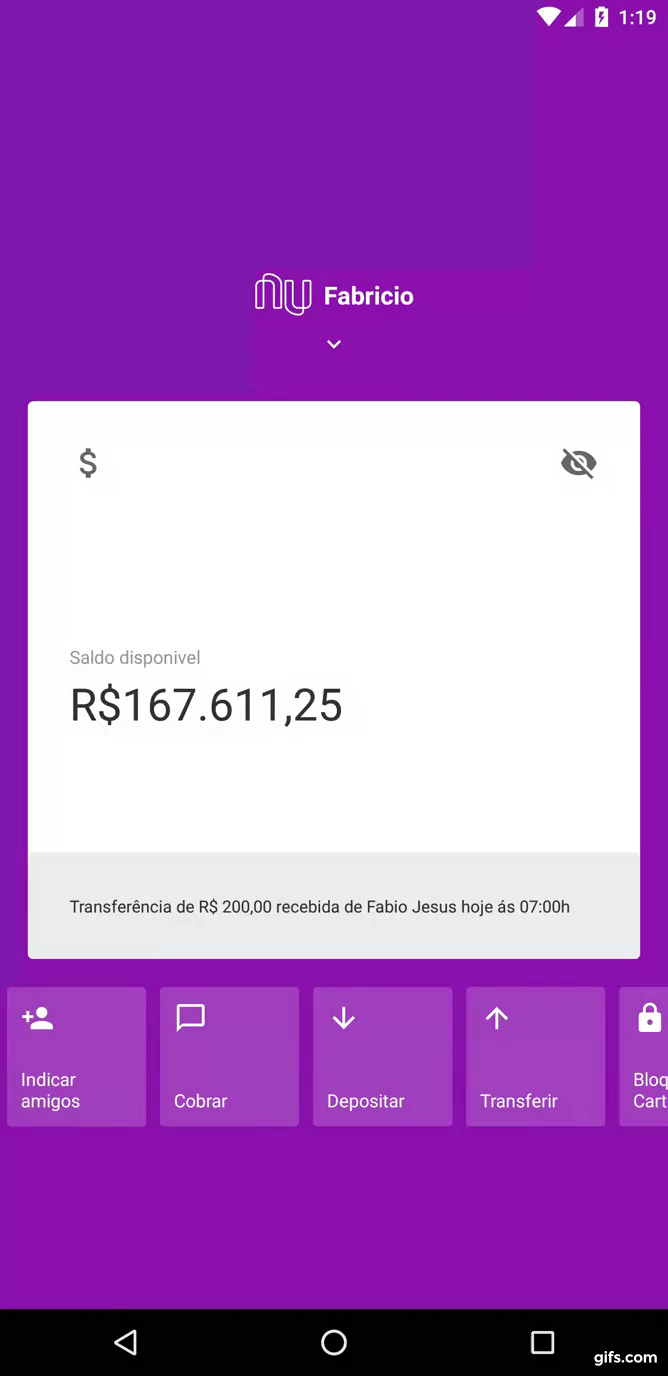 1:19
nu Fabricio
$
Saldo disponivel
R$167.611,25
Transferência de R$ 200,00 recebida de Fabio Jesus hoje ás 07:00h
Indicar
amigos
Cobrar
Depositar
Transferir
Bloq
Cart
gifs.com